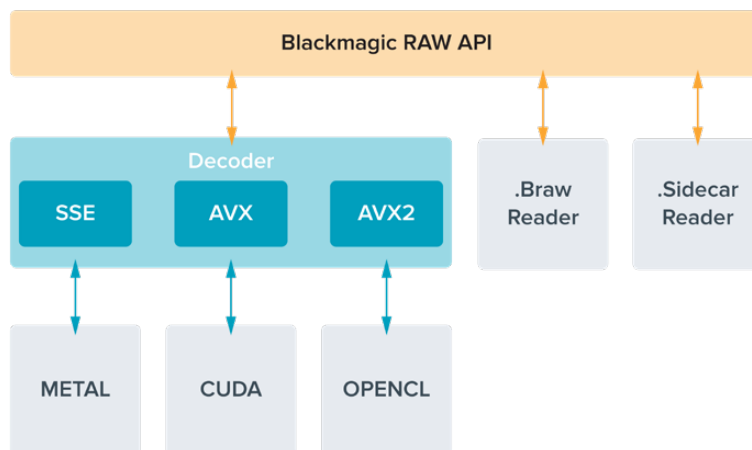 Blackmagic RAW API
Decoder
SSE
AVX
AVX2
.Braw
Reader
.Sidecar
Reader
METAL
CUDA
OPENCL